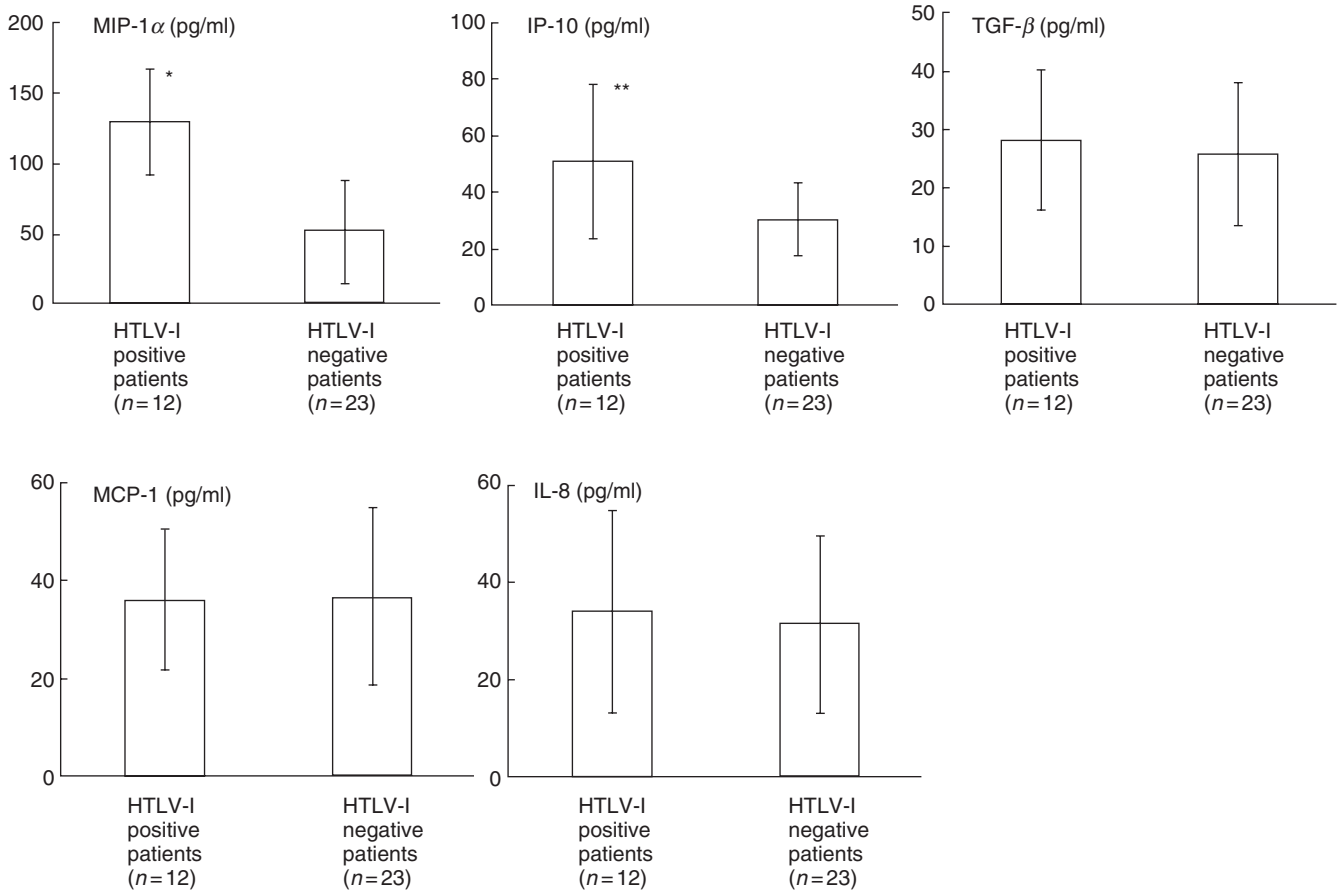 MIP-1α (pg/ml)
200
150
100
50
0
*
HTLV-I
positive
patients
(n=12)
HTLV-I
negative
patients
(n=23)
IP-10 (pg/ml)
100
80
60
40
20
0
**
HTLV-I
positive
patients
(n=12)
HTLV-I
negative
patients
(n=23)
TGF-β (pg/ml)
50
40
30
20
10
0
HTLV-I
positive
patients
(n=12)
HTLV-I
negative
patients
(n=23)
MCP-1 (pg/ml)
60
40
20
0
HTLV-I
positive
patients
(n=12)
HTLV-I
negative
patients
(n=23)
IL-8 (pg/ml)
60
40
20
0
HTLV-I
positive
patients
(n=12)
HTLV-I
negative
patients
(n=23)